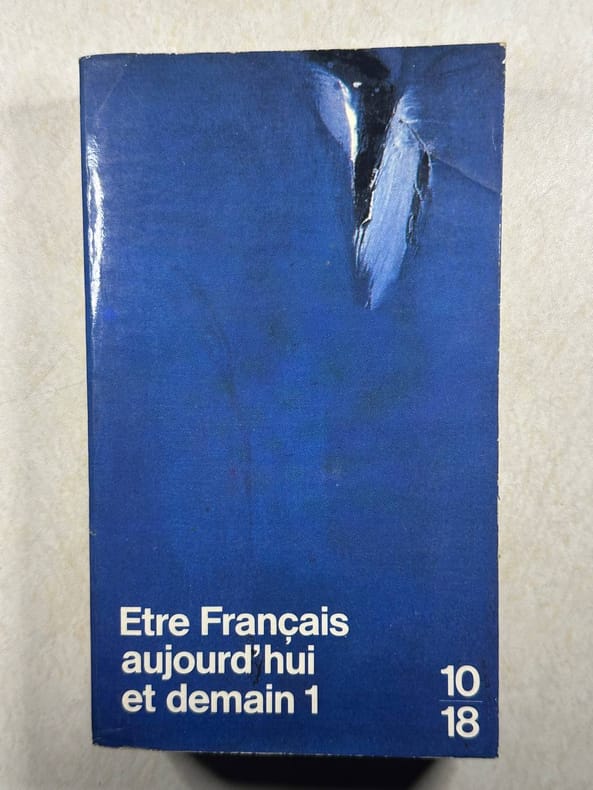 Etre Français
aujourd'hui
et demain 1
10
18